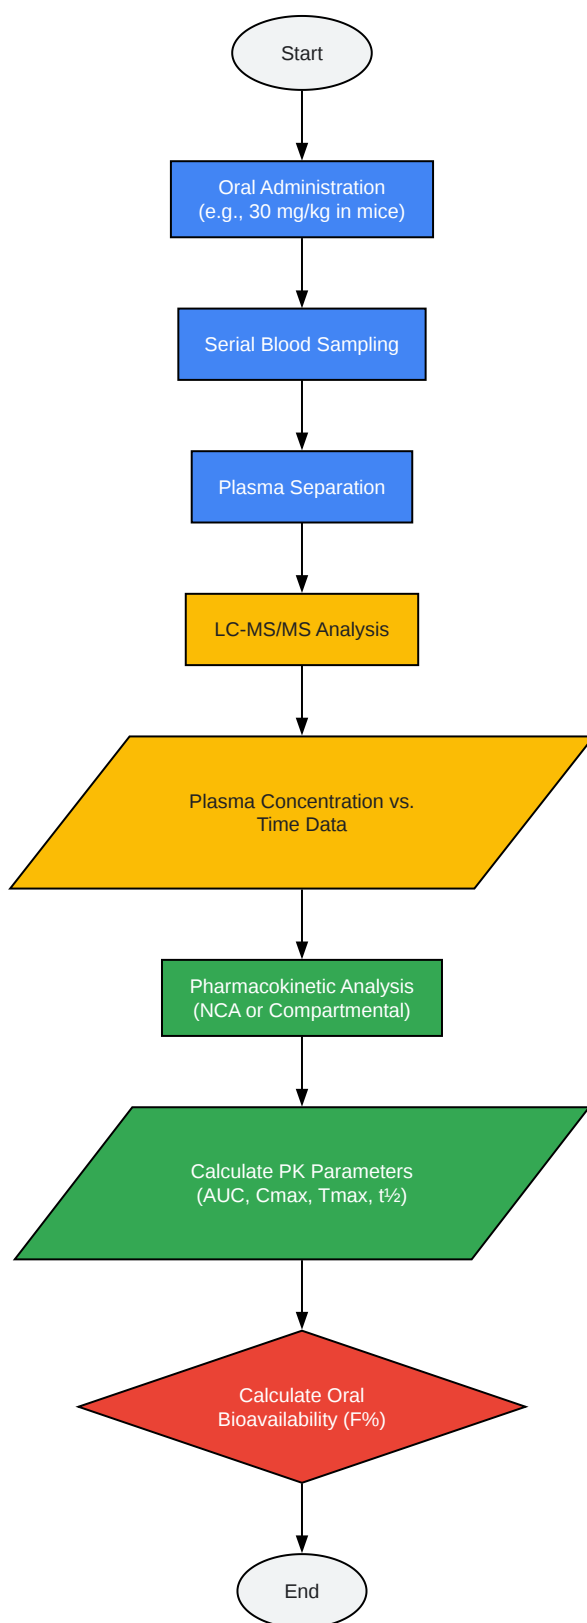 Start
Oral Administration
(e.g., 30 mg/kg in mice)
Serial Blood Sampling
Plasma Separation
LC-MS/MS Analysis
Plasma Concentration vs.
Time Data
Pharmacokinetic Analysis
(NCA or Compartmental)
Calculate PK Parameters
(AUC, Cmax, Tmax, t½)
Calculate Oral
Bioavailability (F%)
End